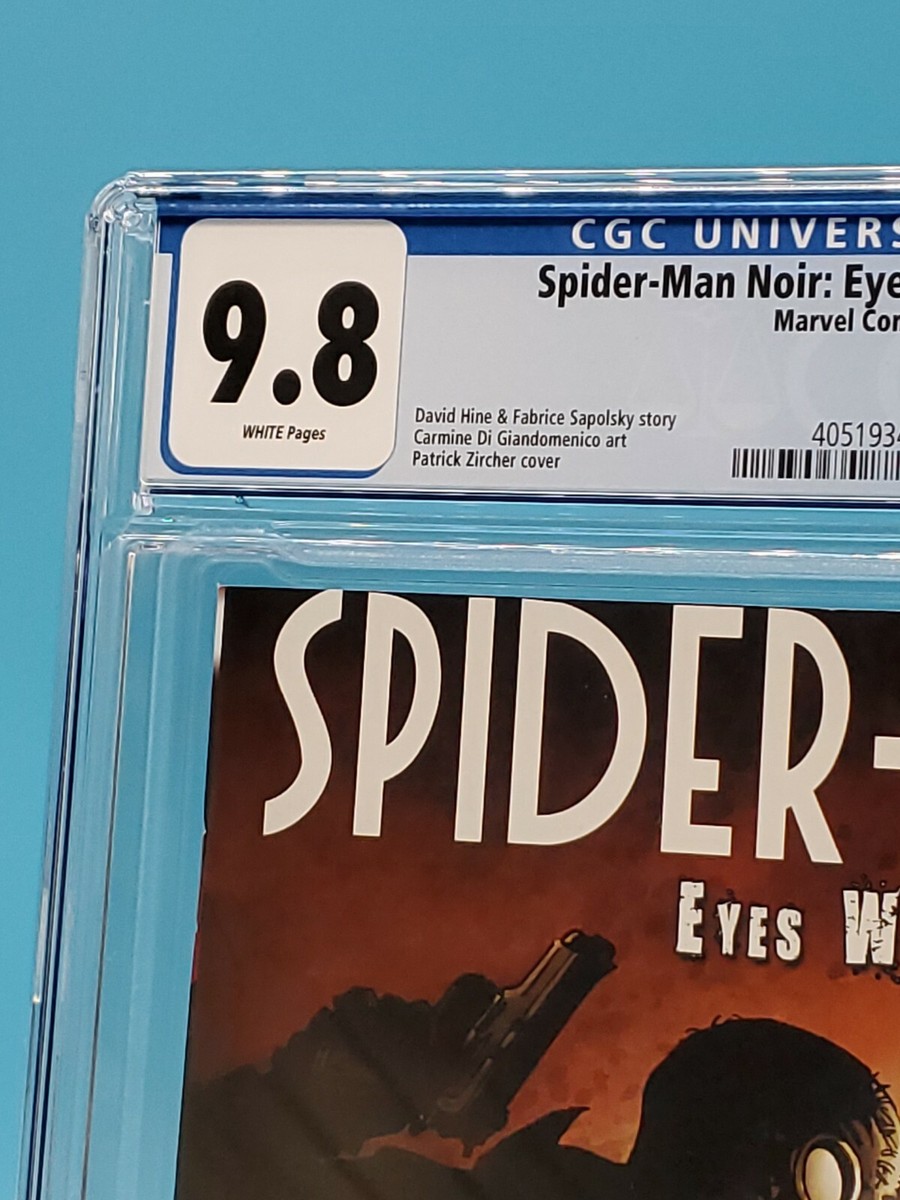 CGC UNIVERS
9.8
WHITE Pages
Spider-Man Noir: Eye
Marvel Com
David Hine & Fabrice Sapolsky story
Carmine Di Giandomenico art
Patrick Zircher cover
4051934
SPIDER-
EYES W